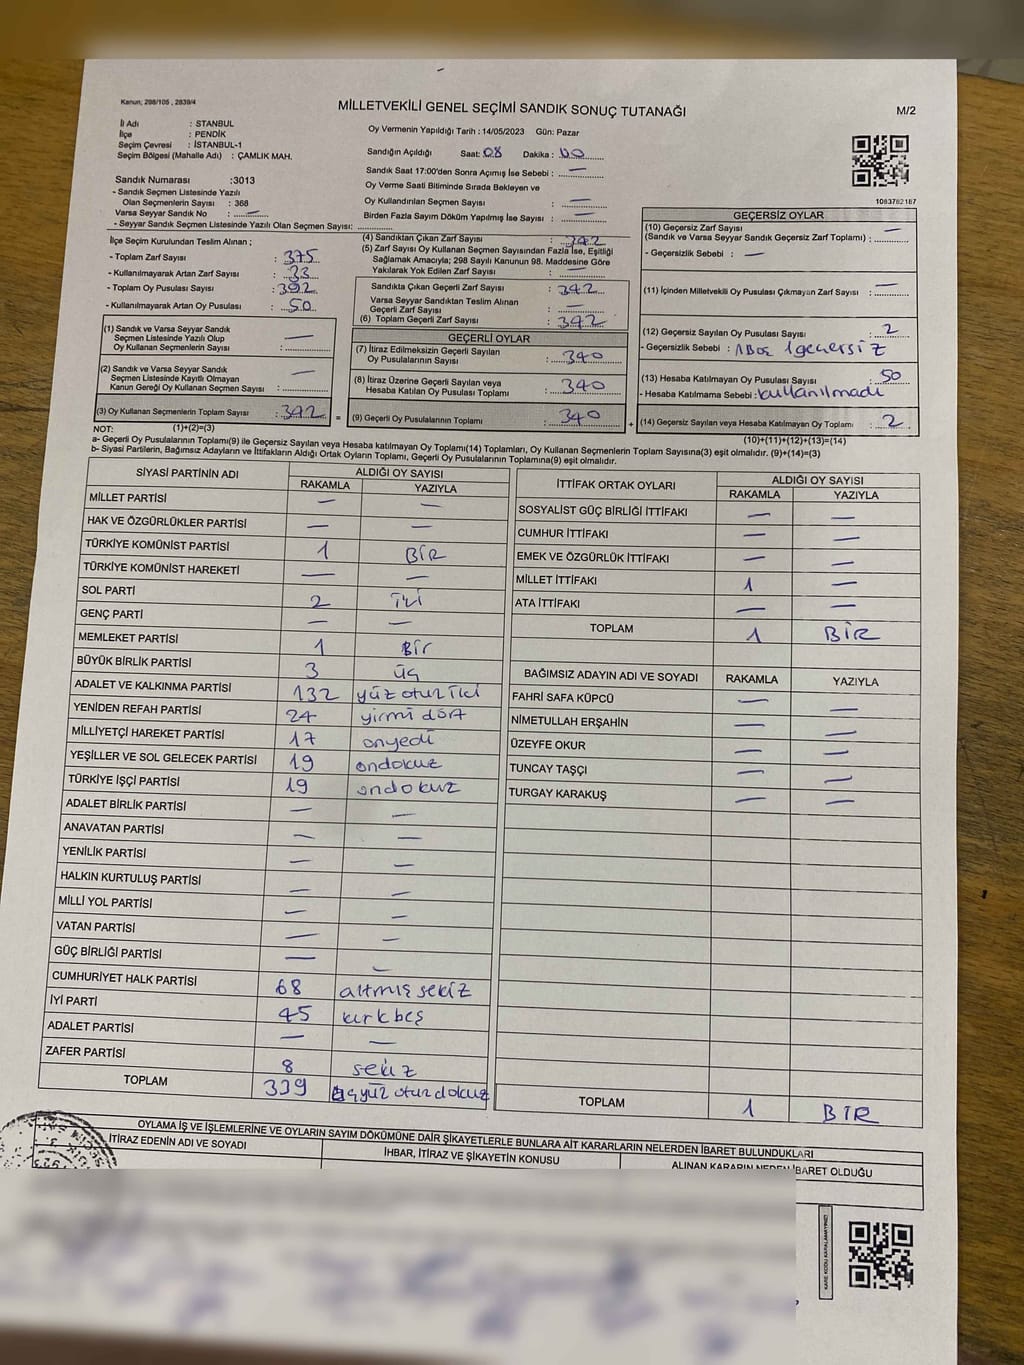 Kanun; 298/105 , 2839/4
MİLLETVEKİLİ GENEL SEÇİMİ SANDIK SONUÇ TUTANAĞI
M/2
İl Adı : STANBUL
İlçe : PENDİK
Seçim Çevresi : İSTANBUL-1
Seçim Bölgesi (Mahalle Adı) : ÇAMLIK MAH.
Oy Vermenin Yapıldığı Tarih : 14/05/2023 Gün: Pazar
Sandığın Açıldığı Saat: 08 Dakika : 00
Sandık Saat 17:00'den Sonra Açımış İse Sebebi : —
Oy Verme Saati Bitiminde Sırada Bekleyen ve
Oy Kullandırılan Seçmen Sayısı : —
Birden Fazla Sayım Döküm Yapılmış İse Sayısı : —
1083782187
Sandık Numarası :3013
- Sandık Seçmen Listesinde Yazılı
Olan Seçmenlerin Sayısı : 368
Varsa Seyyar Sandık No : —
- Seyyar Sandık Seçmen Listesinde Yazılı Olan Seçmen Sayısı:
İlçe Seçim Kurulundan Teslim Alınan ;
- Toplam Zarf Sayısı : 375
- Kullanılmayarak Artan Zarf Sayısı : 33
- Toplam Oy Pusulası Sayısı : 392
- Kullanılmayarak Artan Oy Pusulası : 50
(1) Sandık ve Varsa Seyyar Sandık
Seçmen Listesinde Yazılı Olup
Oy Kullanan Seçmenlerin Sayısı : —
(2) Sandık ve Varsa Seyyar Sandık
Seçmen Listesinde Kayıtlı Olmayan
Kanun Gereği Oy Kullanan Seçmen Sayısı : —
(3) Oy Kullanan Seçmenlerin Toplam Sayısı : 342 =
(1)+(2)=(3)
(4) Sandıktan Çıkan Zarf Sayısı : 342
(5) Zarf Sayısı Oy Kullanan Seçmen Sayısından Fazla İse, Eşitliği
Sağlamak Amacıyla; 298 Sayılı Kanunun 98. Maddesine Göre
Yakılarak Yok Edilen Zarf Sayısı : —
Sandıkta Çıkan Geçerli Zarf Sayısı : 342
Varsa Seyyar Sandıktan Teslim Alınan
Geçerli Zarf Sayısı : —
(6) Toplam Geçerli Zarf Sayısı : 342
GEÇERLİ OYLAR
(7) İtiraz Edilmeksizin Geçerli Sayılan
Oy Pusulalarının Sayısı : 340
(8) İtiraz Üzerine Geçerli Sayılan veya
Hesaba Katılan Oy Pusulası Toplamı : 340
(9) Geçerli Oy Pusulalarının Toplamı : 340 +
GEÇERSİZ OYLAR
(10) Geçersiz Zarf Sayısı
(Sandık ve Varsa Seyyar Sandık Geçersiz Zarf Toplamı) : —
- Geçersizlik Sebebi : —
(11) İçinden Milletvekili Oy Pusulası Çıkmayan Zarf Sayısı : —
(12) Geçersiz Sayılan Oy Pusulası Sayısı : 2
- Geçersizlik Sebebi : 1 Boş 1 geçersiz
(13) Hesaba Katılmayan Oy Pusulası Sayısı : 50
- Hesaba Katılmama Sebebi : kullanılmadı
(14) Geçersiz Sayılan veya Hesaba Katılmayan Oy Toplamı : 2
(10)+(11)+(12)+(13)=(14)
NOT:
a- Geçerli Oy Pusulalarının Toplamı(9) ile Geçersiz Sayılan veya Hesaba katılmayan Oy Toplamı(14) Toplamları, Oy Kullanan Seçmenlerin Toplam Sayısına(3) eşit olmalıdır. (9)+(14)=(3)
b- Siyasi Partilerin, Bağımsız Adayların ve İttifakların Aldığı Ortak Oyların Toplamı, Geçerli Oy Pusulalarının Toplamına(9) eşit olmalıdır.
SİYASİ PARTİNİN ADI ALDIĞI OY SAYISI
RAKAMLA YAZIYLA
MİLLET PARTİSİ — —
HAK VE ÖZGÜRLÜKLER PARTİSİ — —
TÜRKİYE KOMÜNİST PARTİSİ 1 BİR
TÜRKİYE KOMÜNİST HAREKETİ — —
SOL PARTİ 2 İki
GENÇ PARTİ — —
MEMLEKET PARTİSİ 1 Bir
BÜYÜK BİRLİK PARTİSİ 3 üç
ADALET VE KALKINMA PARTİSİ 132 yüz otuz iki
YENİDEN REFAH PARTİSİ 24 yirmi dört
MİLLİYETÇİ HAREKET PARTİSİ 17 onyedi
YEŞİLLER VE SOL GELECEK PARTİSİ 19 ondokuz
TÜRKİYE İŞÇİ PARTİSİ 19 ondokuz
ADALET BİRLİK PARTİSİ — —
ANAVATAN PARTİSİ — —
YENİLİK PARTİSİ — —
HALKIN KURTULUŞ PARTİSİ — —
MİLLİ YOL PARTİSİ — —
VATAN PARTİSİ — —
GÜÇ BİRLİĞİ PARTİSİ — —
CUMHURİYET HALK PARTİSİ 68 altmış sekiz
İYİ PARTİ 45 kırkbeş
ADALET PARTİSİ — —
ZAFER PARTİSİ 8 sekiz
TOPLAM 339 üçyüz otuz dokuz
İTTİFAK ORTAK OYLARI ALDIĞI OY SAYISI
RAKAMLA YAZIYLA
SOSYALİST GÜÇ BİRLİĞİ İTTİFAKI — —
CUMHUR İTTİFAKI — —
EMEK VE ÖZGÜRLÜK İTTİFAKI — —
MİLLET İTTİFAKI 1 —
ATA İTTİFAKI — —
TOPLAM 1 BİR
BAĞIMSIZ ADAYIN ADI VE SOYADI RAKAMLA YAZIYLA
FAHRİ SAFA KÜPCÜ — —
NİMETULLAH ERŞAHİN — —
ÜZEYFE OKUR — —
TUNCAY TAŞÇI — —
TURGAY KARAKUŞ — —
TOPLAM 1 BİR
OYLAMA İŞ VE İŞLEMLERİNE VE OYLARIN SAYIM DÖKÜMÜNE DAİR ŞİKAYETLERLE BUNLARA AİT KARARLARIN NELERDEN İBARET BULUNDUKLARI
İTİRAZ EDENİN ADI VE SOYADI İHBAR, İTİRAZ VE ŞİKAYETİN KONUSU ALINAN KARARIN NEDEN İBARET OLDUĞU
KARE KODU KARALAMAYINIZ!